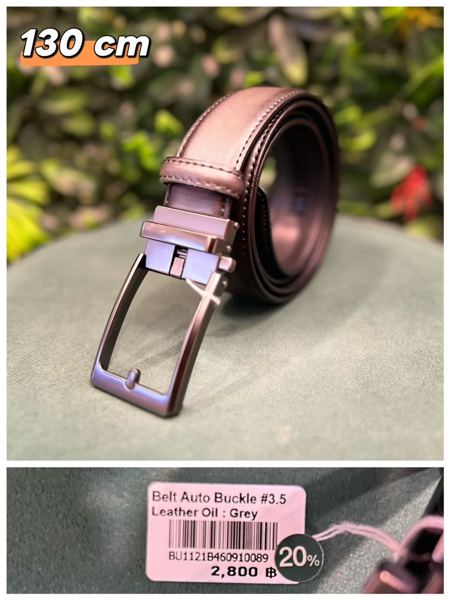 130 cm
Belt Auto Buckle #3.5
Leather Oil : Grey
BU1121B460910089
20%
2,800 ฿